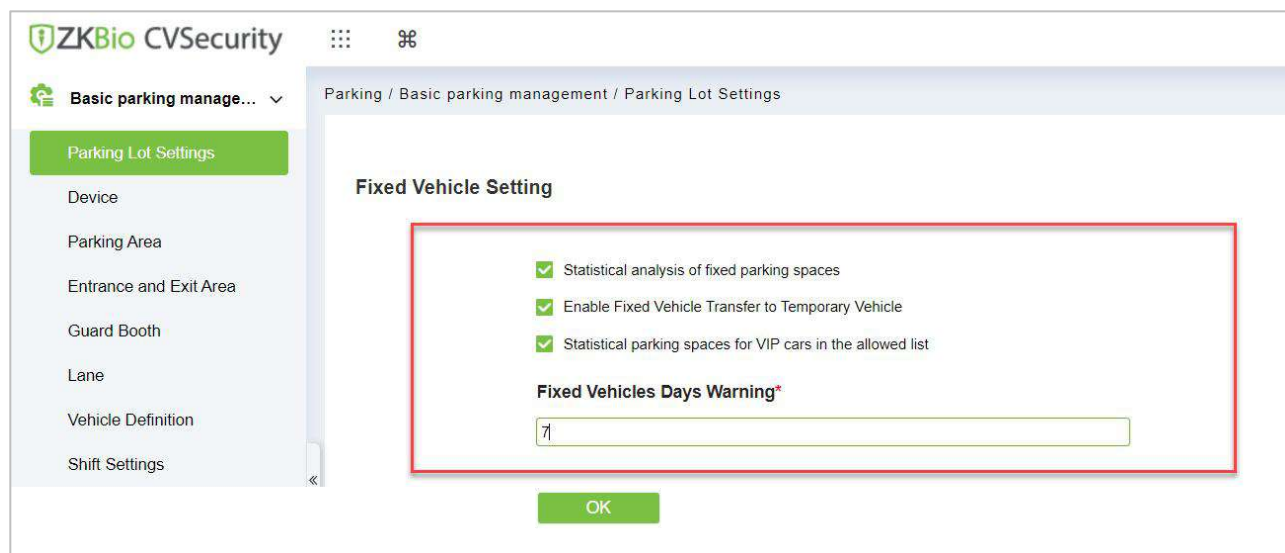 ZKBio CVSecurity
Basic parking manage...
Parking / Basic parking management / Parking Lot Settings
Parking Lot Settings
Device
Parking Area
Entrance and Exit Area
Guard Booth
Lane
Vehicle Definition
Shift Settings
«
Fixed Vehicle Setting
Statistical analysis of fixed parking spaces
Enable Fixed Vehicle Transfer to Temporary Vehicle
Statistical parking spaces for VIP cars in the allowed list
Fixed Vehicles Days Warning*
7
OK